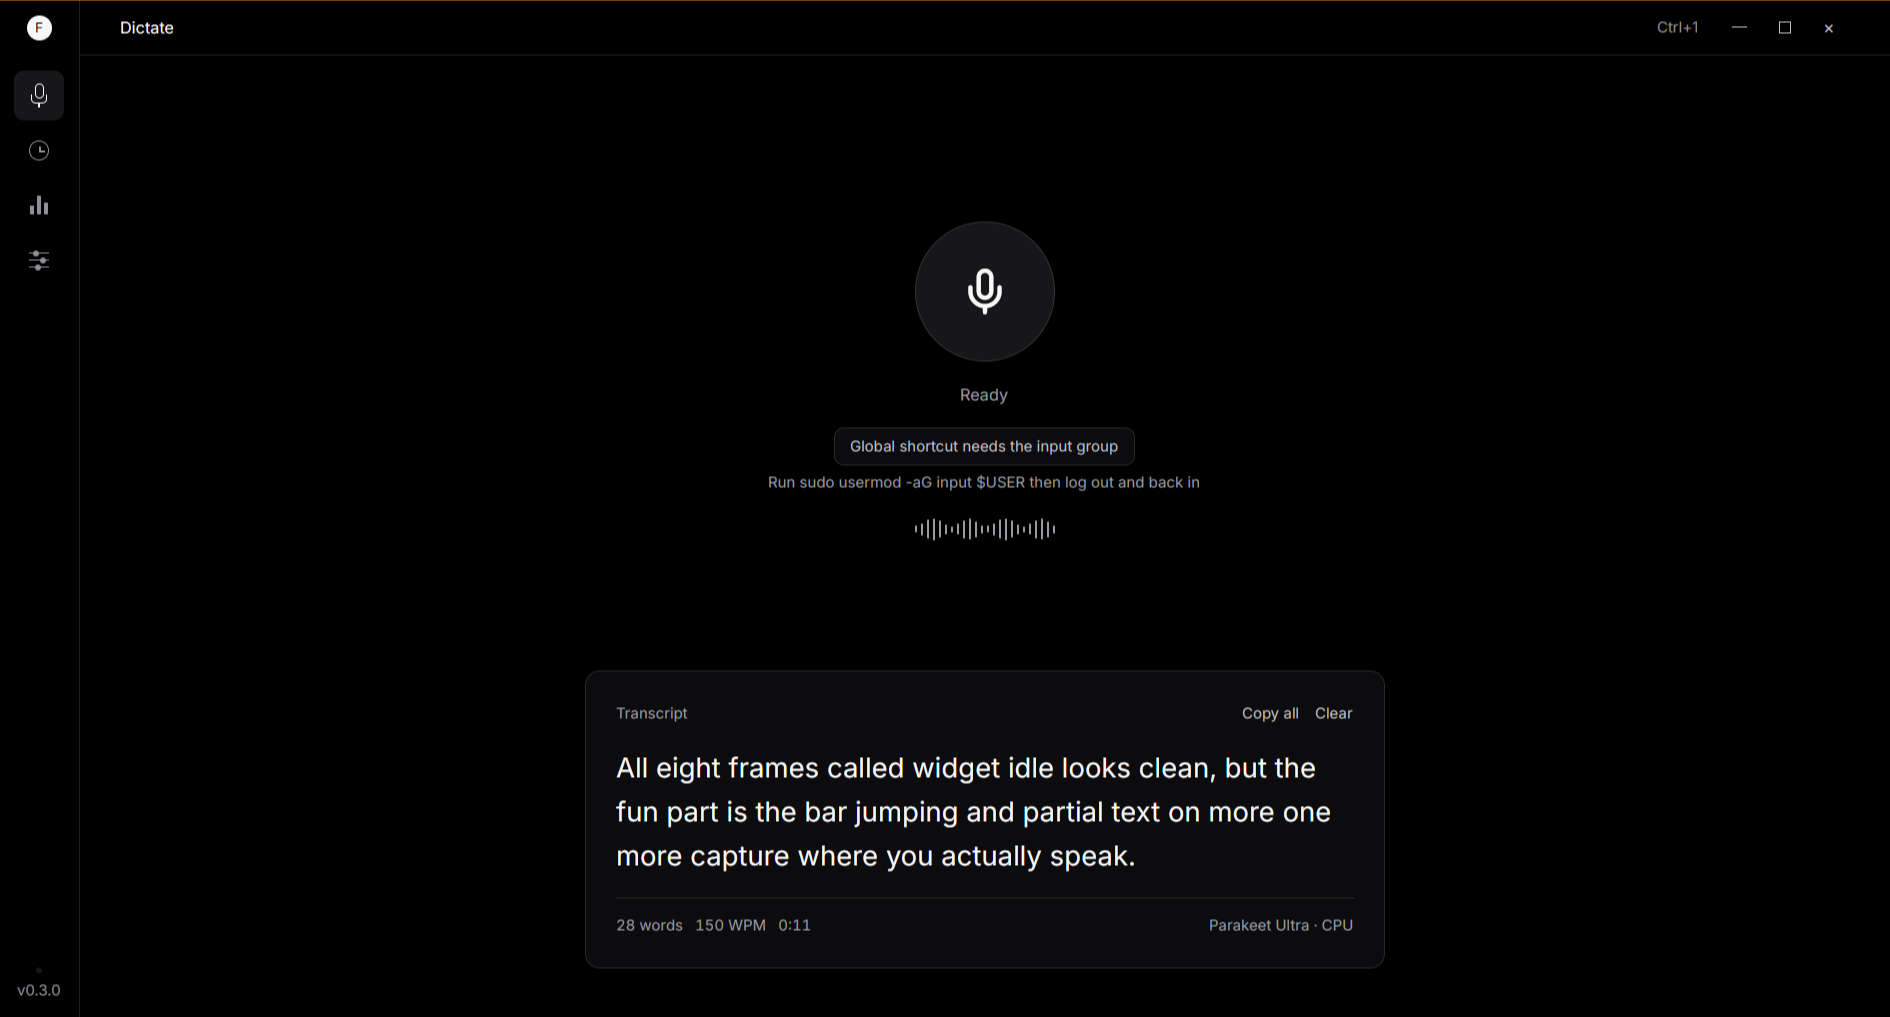 F
Dictate
Ctrl+1
Ready
Global shortcut needs the input group
Run sudo usermod -aG input $USER then log out and back in
Transcript
Copy all
Clear
All eight frames called widget idle looks clean, but the
fun part is the bar jumping and partial text on more one
more capture where you actually speak.
28 words 150 WPM 0:11
Parakeet Ultra · CPU
v0.3.0